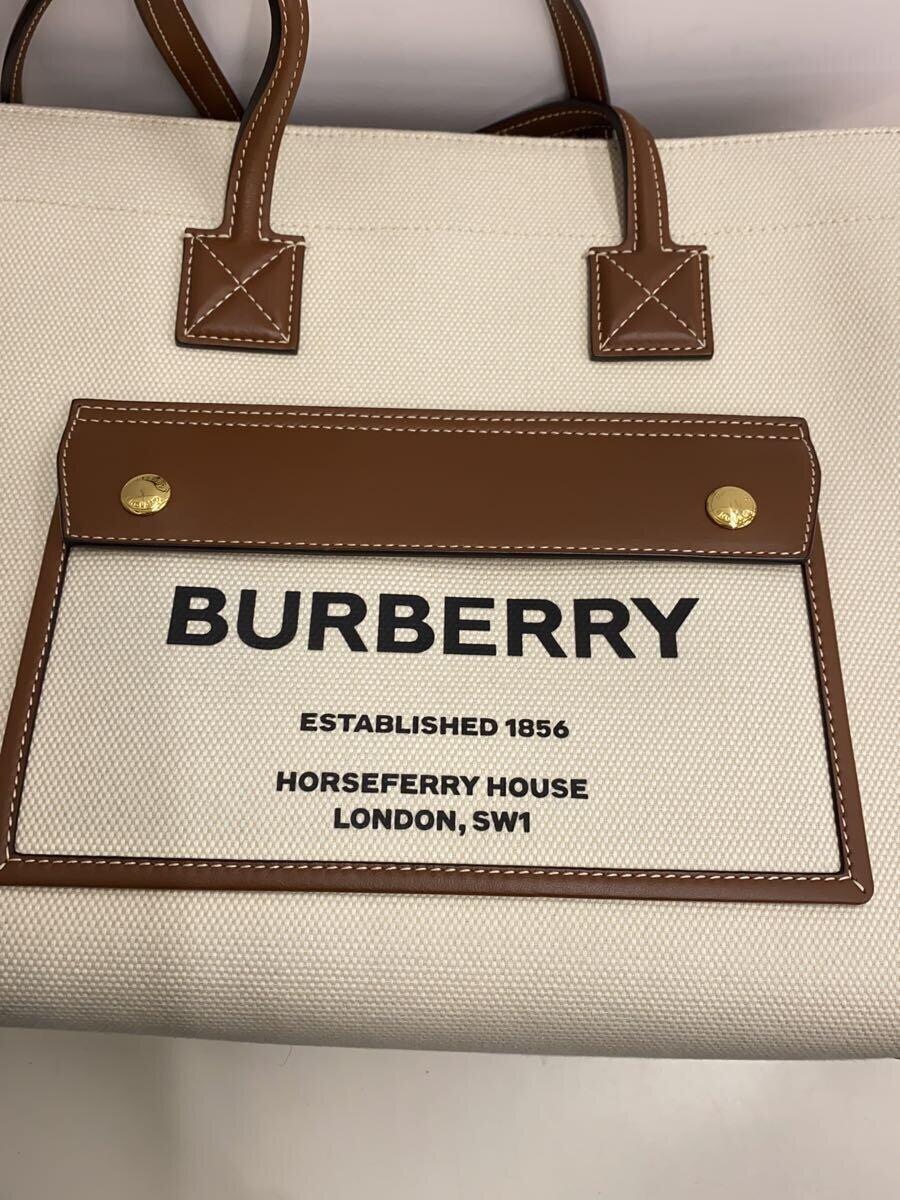 BURBERRY
ESTABLISHED 1856
HORSEFERRY HOUSE
LONDON, SW1